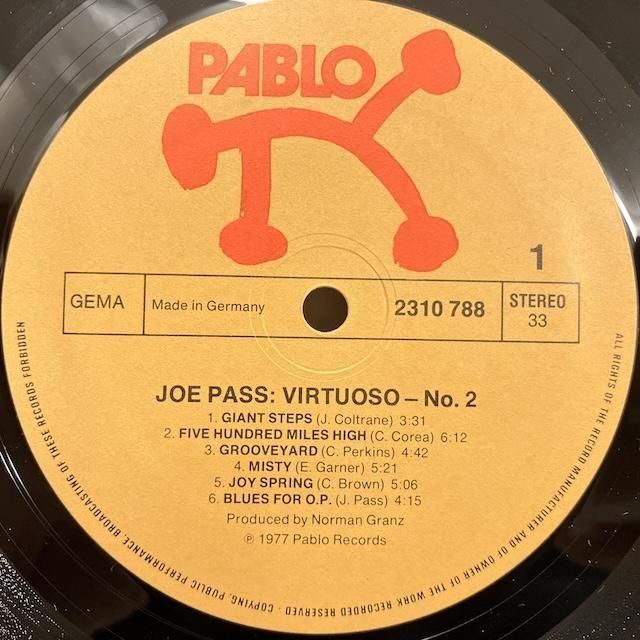 PABLO
1
GEMA
Made in Germany
2310 788
STEREO
33
JOE PASS: VIRTUOSO – No. 2
1. GIANT STEPS (J. Coltrane) 3:31
2. FIVE HUNDRED MILES HIGH (C. Corea) 6:12
3. GROOVEYARD (C. Perkins) 4:42
4. MISTY (E. Garner) 5:21
5. JOY SPRING (C. Brown) 5:06
6. BLUES FOR O.P. (J. Pass) 4:15
Produced by Norman Granz
℗ 1977 Pablo Records
ALL RIGHTS OF THE RECORD MANUFACTURER AND OF OWNER OF THE WORK RECORDED RESERVED · COPYING, PUBLIC PERFORMANCE BROADCASTING OF THESE RECORDS FORBIDDEN